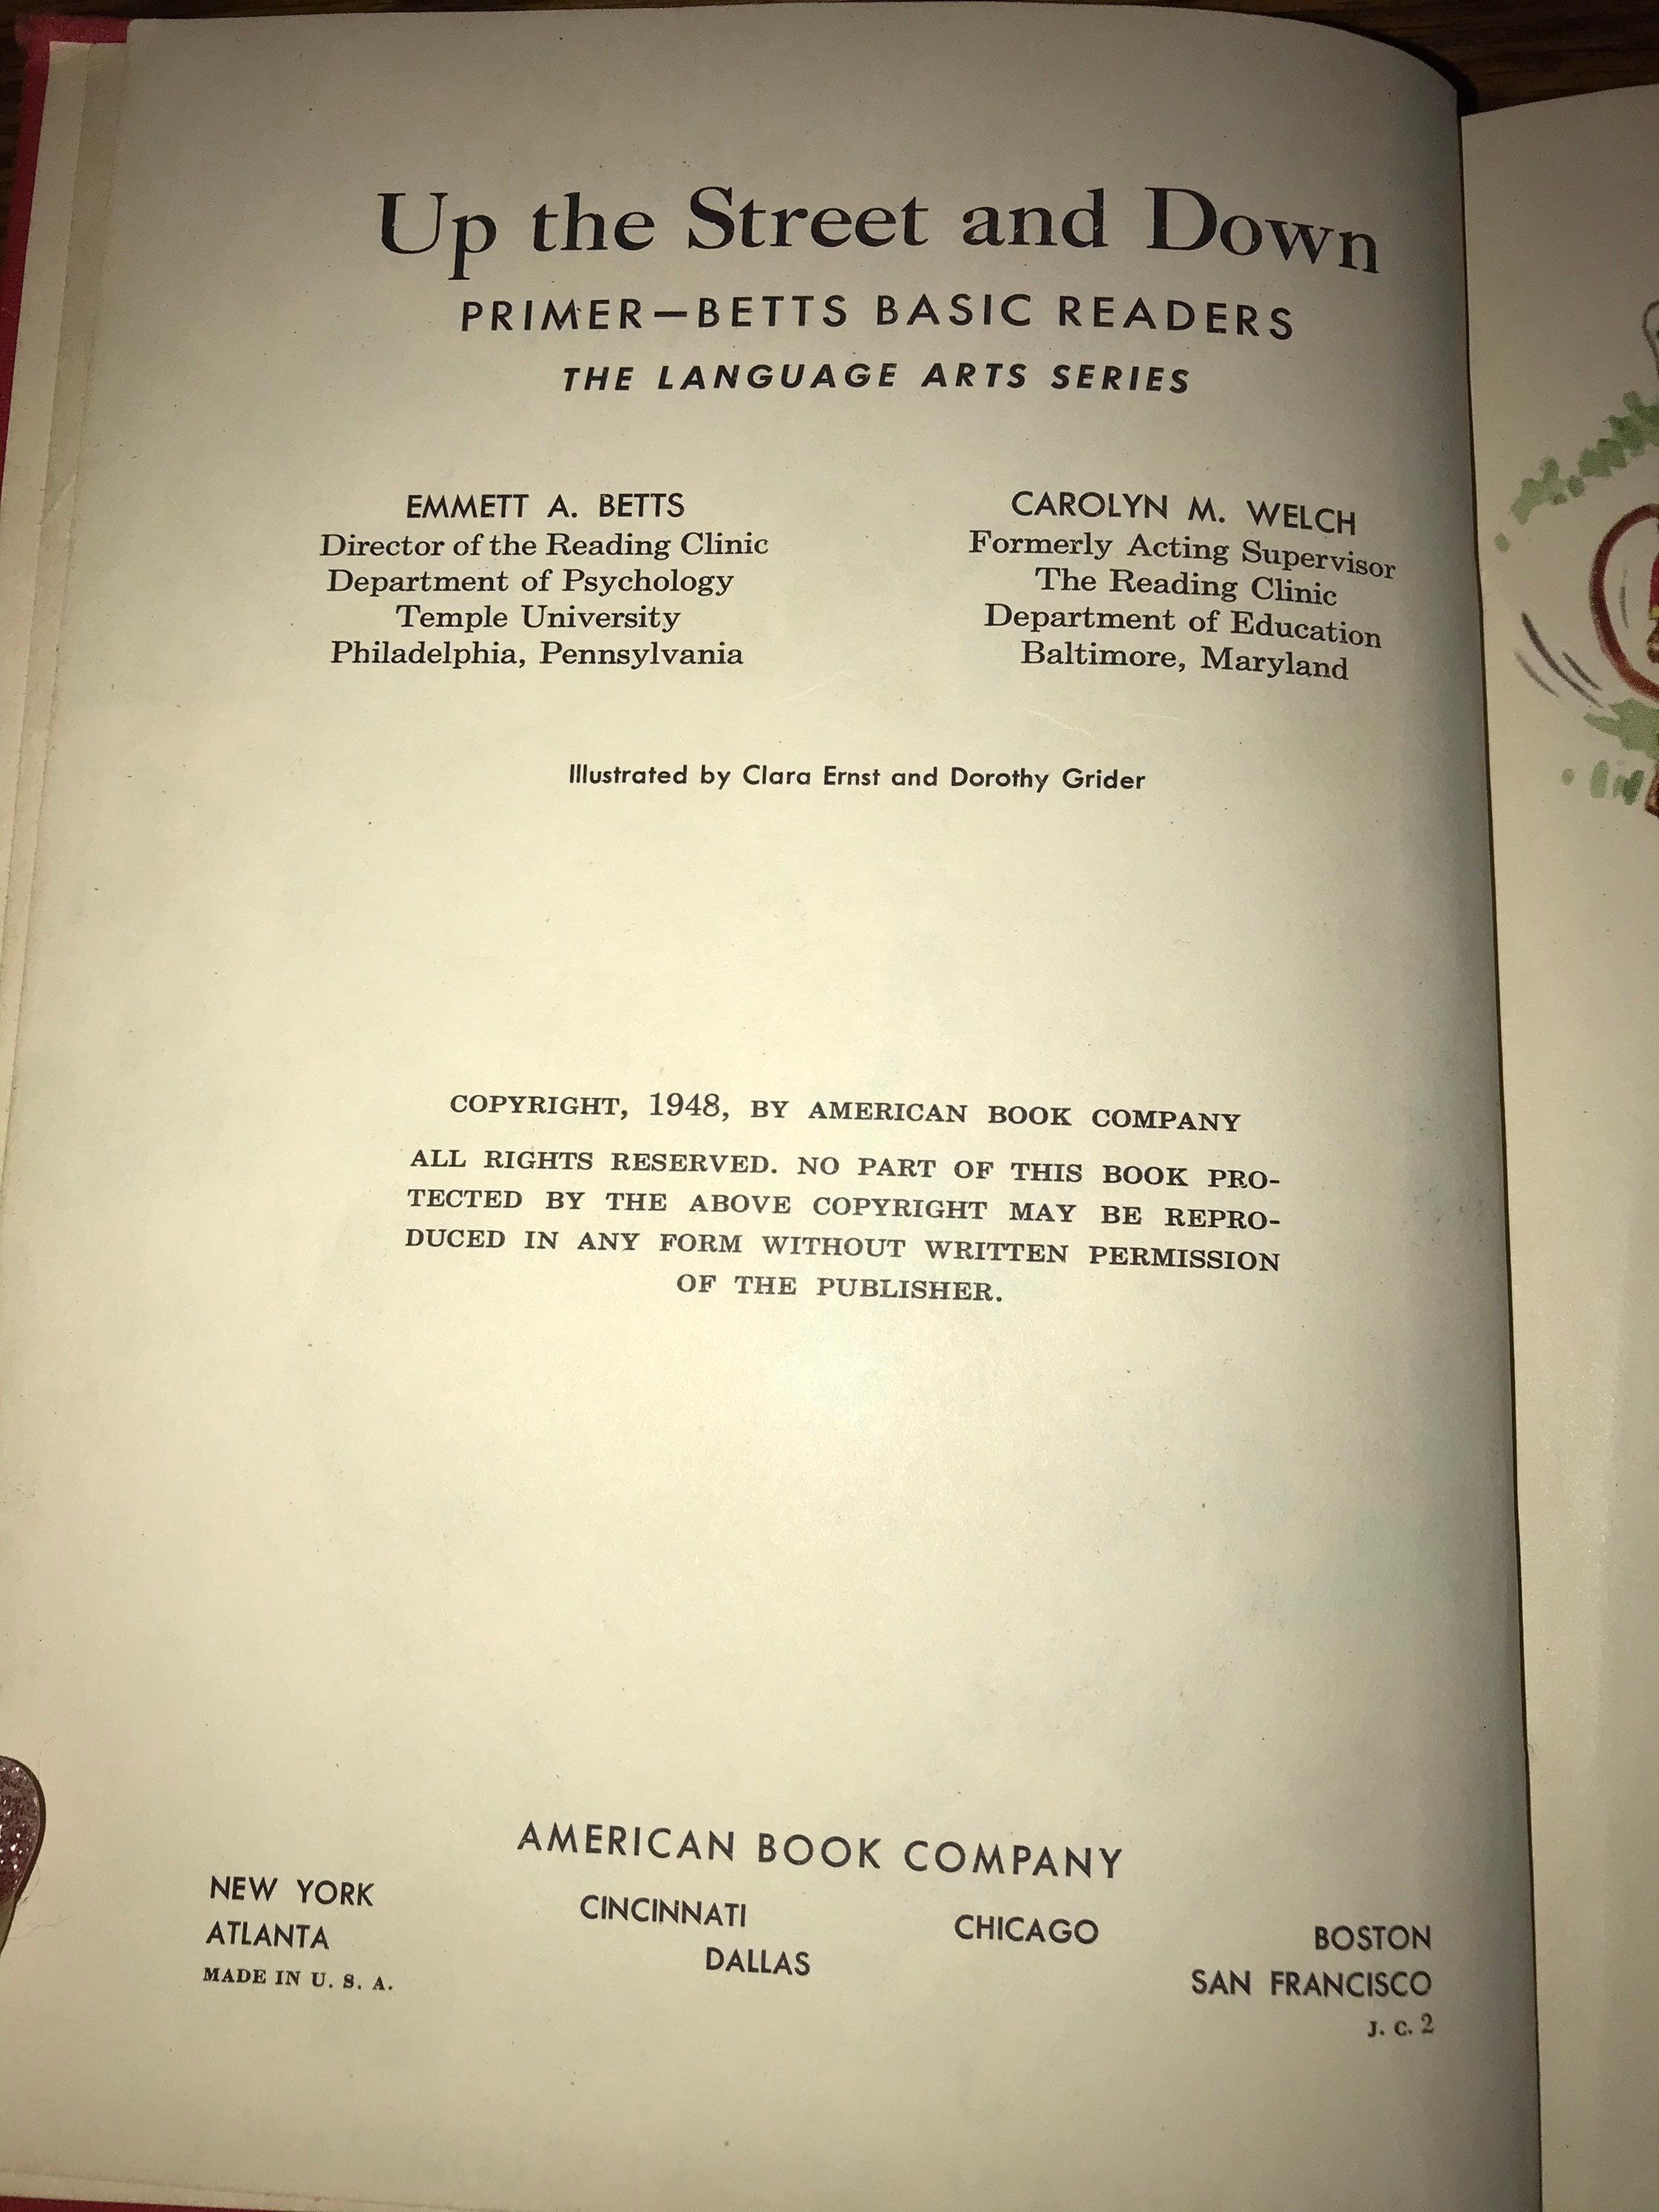 Up the Street and Down
PRIMER—BETTS BASIC READERS
THE LANGUAGE ARTS SERIES
EMMETT A. BETTS
Director of the Reading Clinic
Department of Psychology
Temple University
Philadelphia, Pennsylvania
CAROLYN M. WELCH
Formerly Acting Supervisor
The Reading Clinic
Department of Education
Baltimore, Maryland
Illustrated by Clara Ernst and Dorothy Grider
COPYRIGHT, 1948, BY AMERICAN BOOK COMPANY
ALL RIGHTS RESERVED. NO PART OF THIS BOOK PRO-
TECTED BY THE ABOVE COPYRIGHT MAY BE REPRO-
DUCED IN ANY FORM WITHOUT WRITTEN PERMISSION
OF THE PUBLISHER.
AMERICAN BOOK COMPANY
NEW YORK CINCINNATI CHICAGO BOSTON
ATLANTA DALLAS SAN FRANCISCO
MADE IN U. S. A. J. C. 2